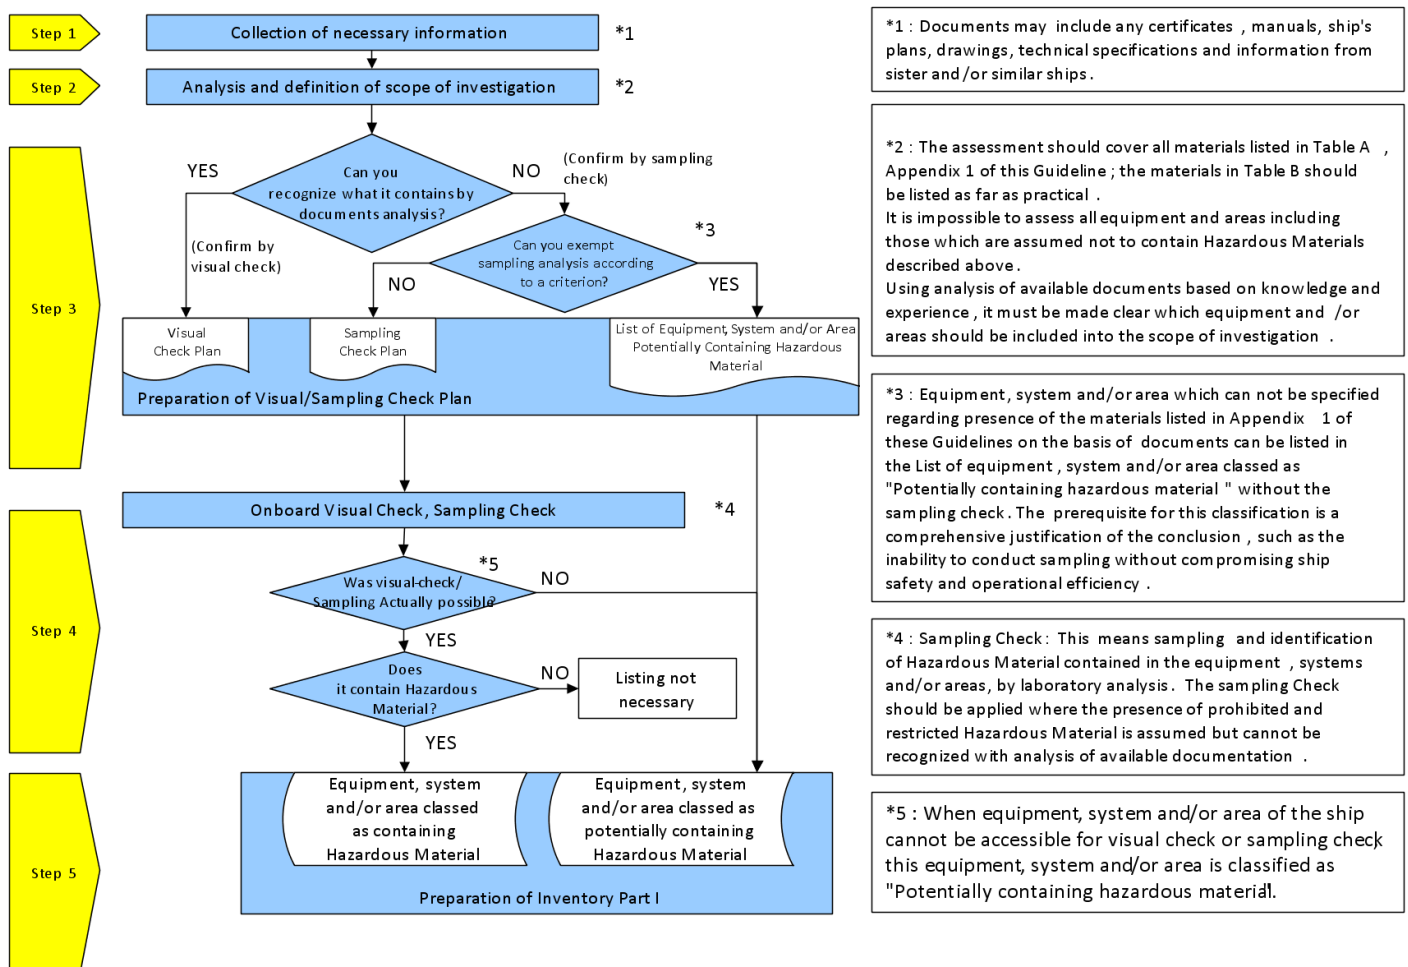 Step 1
Collection of necessary information
*1
Step 2
Analysis and definition of scope of investigation
*2
Step 3
Can you
recognize what it contains by
documents analysis?
YES
(Confirm by
visual check)
NO
(Confirm by sampling
check)
Can you exempt
sampling analysis according
to a criterion?
*3
NO
YES
Visual
Check Plan
Sampling
Check Plan
List of Equipment, System and/or Area
Potentially Containing Hazardous
Material
Preparation of Visual/Sampling Check Plan
Step 4
Onboard Visual Check, Sampling Check
*4
*5
Was visual-check/
Sampling Actually possible?
NO
YES
Does
it contain Hazardous
Material?
NO
Listing not
necessary
YES
Step 5
Equipment, system
and/or area classed
as containing
Hazardous Material
Equipment, system
and/or area classed as
potentially containing
Hazardous Material
Preparation of Inventory Part I
*1 : Documents may include any certificates , manuals, ship's
plans, drawings, technical specifications and information from
sister and /or similar ships .
*2 : The assessment should cover all materials listed in Table A ,
Appendix 1 of this Guideline ; the materials in Table B should
be listed as far as practical .
It is impossible to assess all equipment and areas including
those which are assumed not to contain Hazardous Materials
described above .
Using analysis of available documents based on knowledge and
experience , it must be made clear which equipment and /or
areas should be included into the scope of investigation .
*3 : Equipment, system and/or area which can not be specified
regarding presence of the materials listed in Appendix 1 of
these Guidelines on the basis of documents can be listed in
the List of equipment , system and/or area classed as
"Potentially containing hazardous material " without the
sampling check . The prerequisite for this classification is a
comprehensive justification of the conclusion , such as the
inability to conduct sampling without compromising ship
safety and operational efficiency .
*4 : Sampling Check : This means sampling and identification
of Hazardous Material contained in the equipment , systems
and/or areas, by laboratory analysis . The sampling Check
should be applied where the presence of prohibited and
restricted Hazardous Material is assumed but cannot be
recognized with analysis of available documentation .
*5 : When equipment, system and/or area of the ship
cannot be accessible for visual check or sampling check,
this equipment, system and/or area is classified as
"Potentially containing hazardous material".